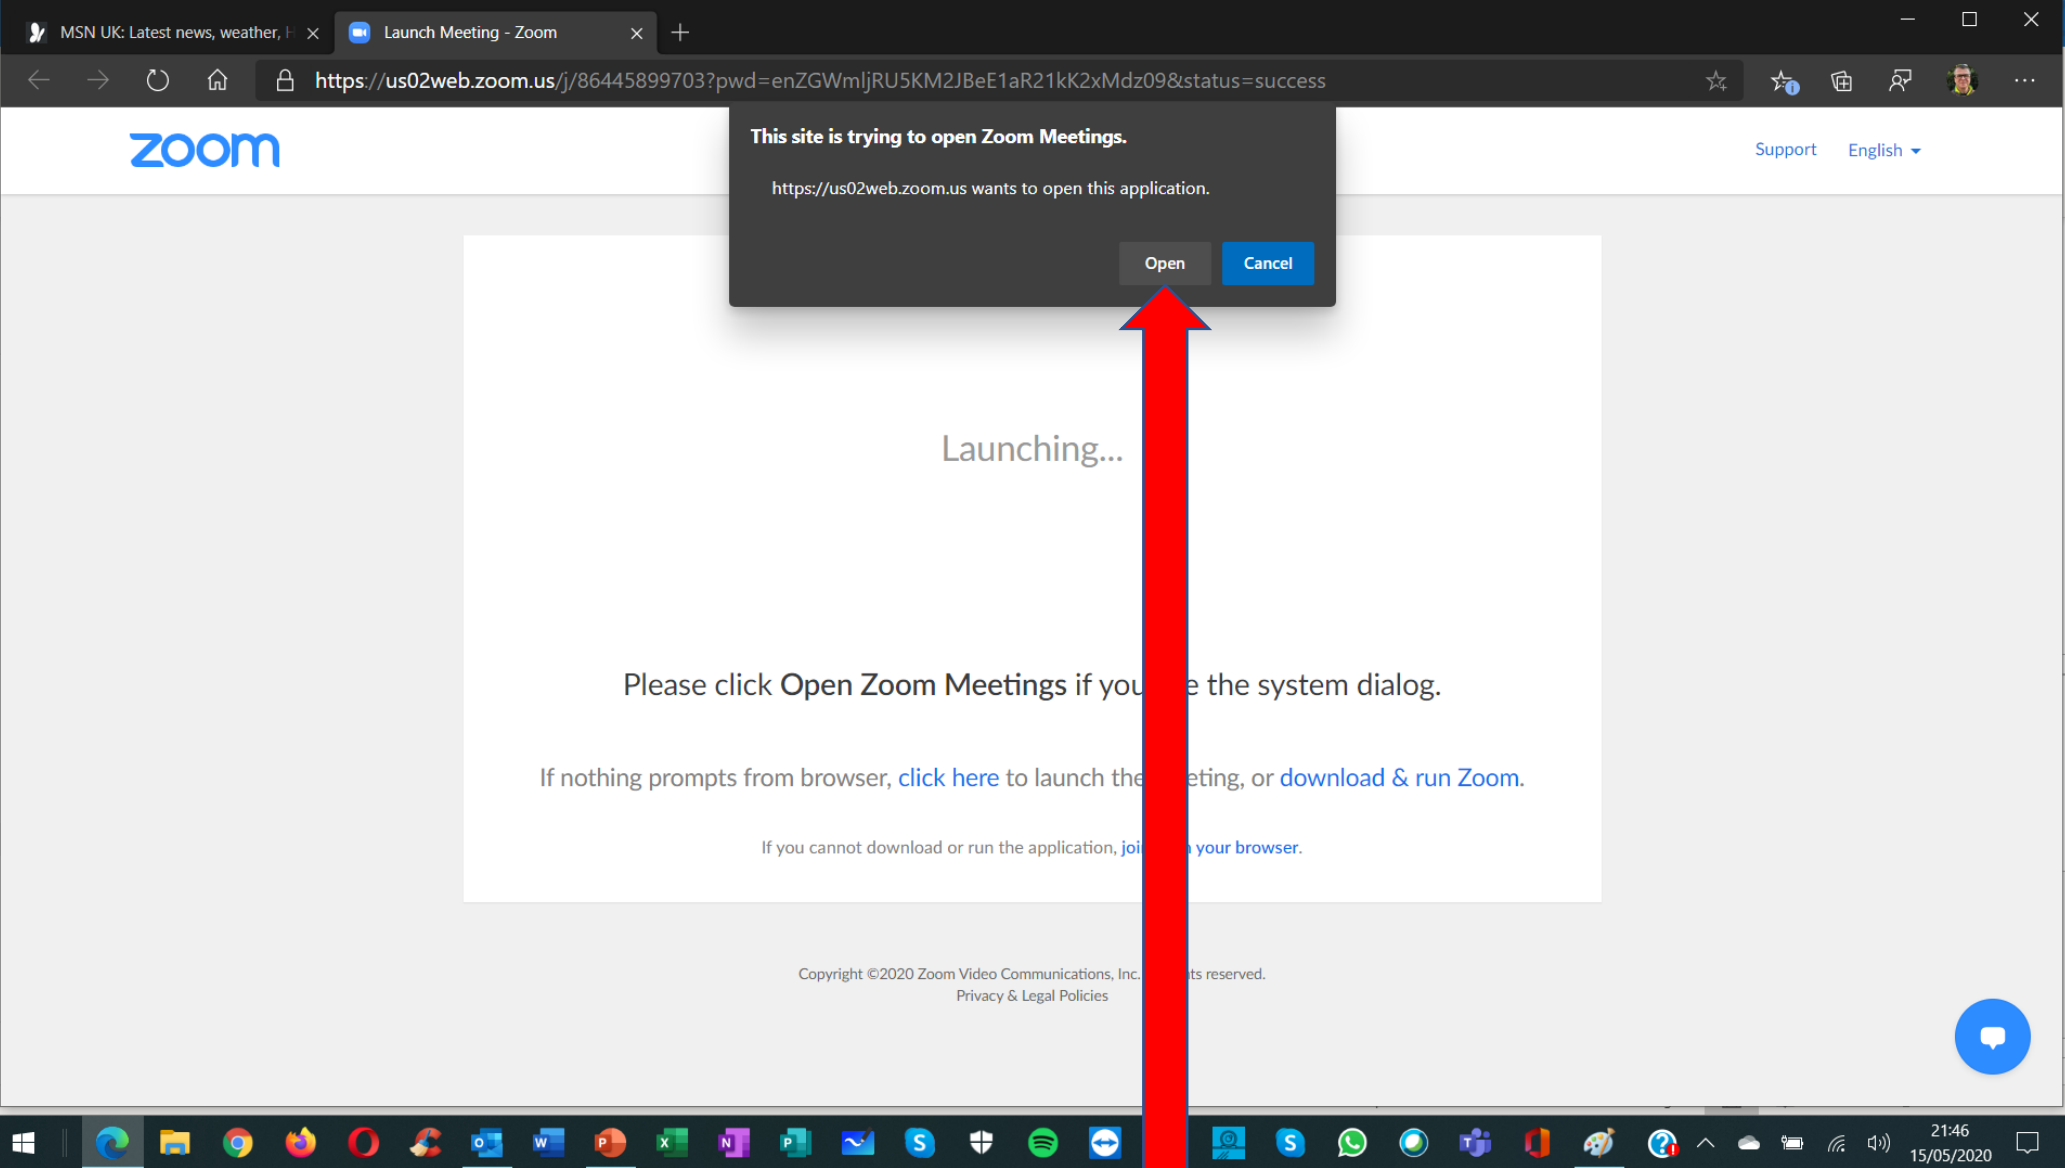 MSN UK: Latest news, weather, H
Launch Meeting - Zoom
https://us02web.zoom.us/j/86445899703?pwd=enZGWmljRU5KM2JBeE1aR21kK2xMdz09&status=success
zoom
Support
English
This site is trying to open Zoom Meetings.
https://us02web.zoom.us wants to open this application.
Open
Cancel
Launching...
Please click Open Zoom Meetings if you e the system dialog.
If nothing prompts from browser, click here to launch the eting, or download & run Zoom.
If you cannot download or run the application, your browser.
Copyright ©2020 Zoom Video Communications, Inc. ts reserved.
Privacy & Legal Policies
21:46
15/05/2020